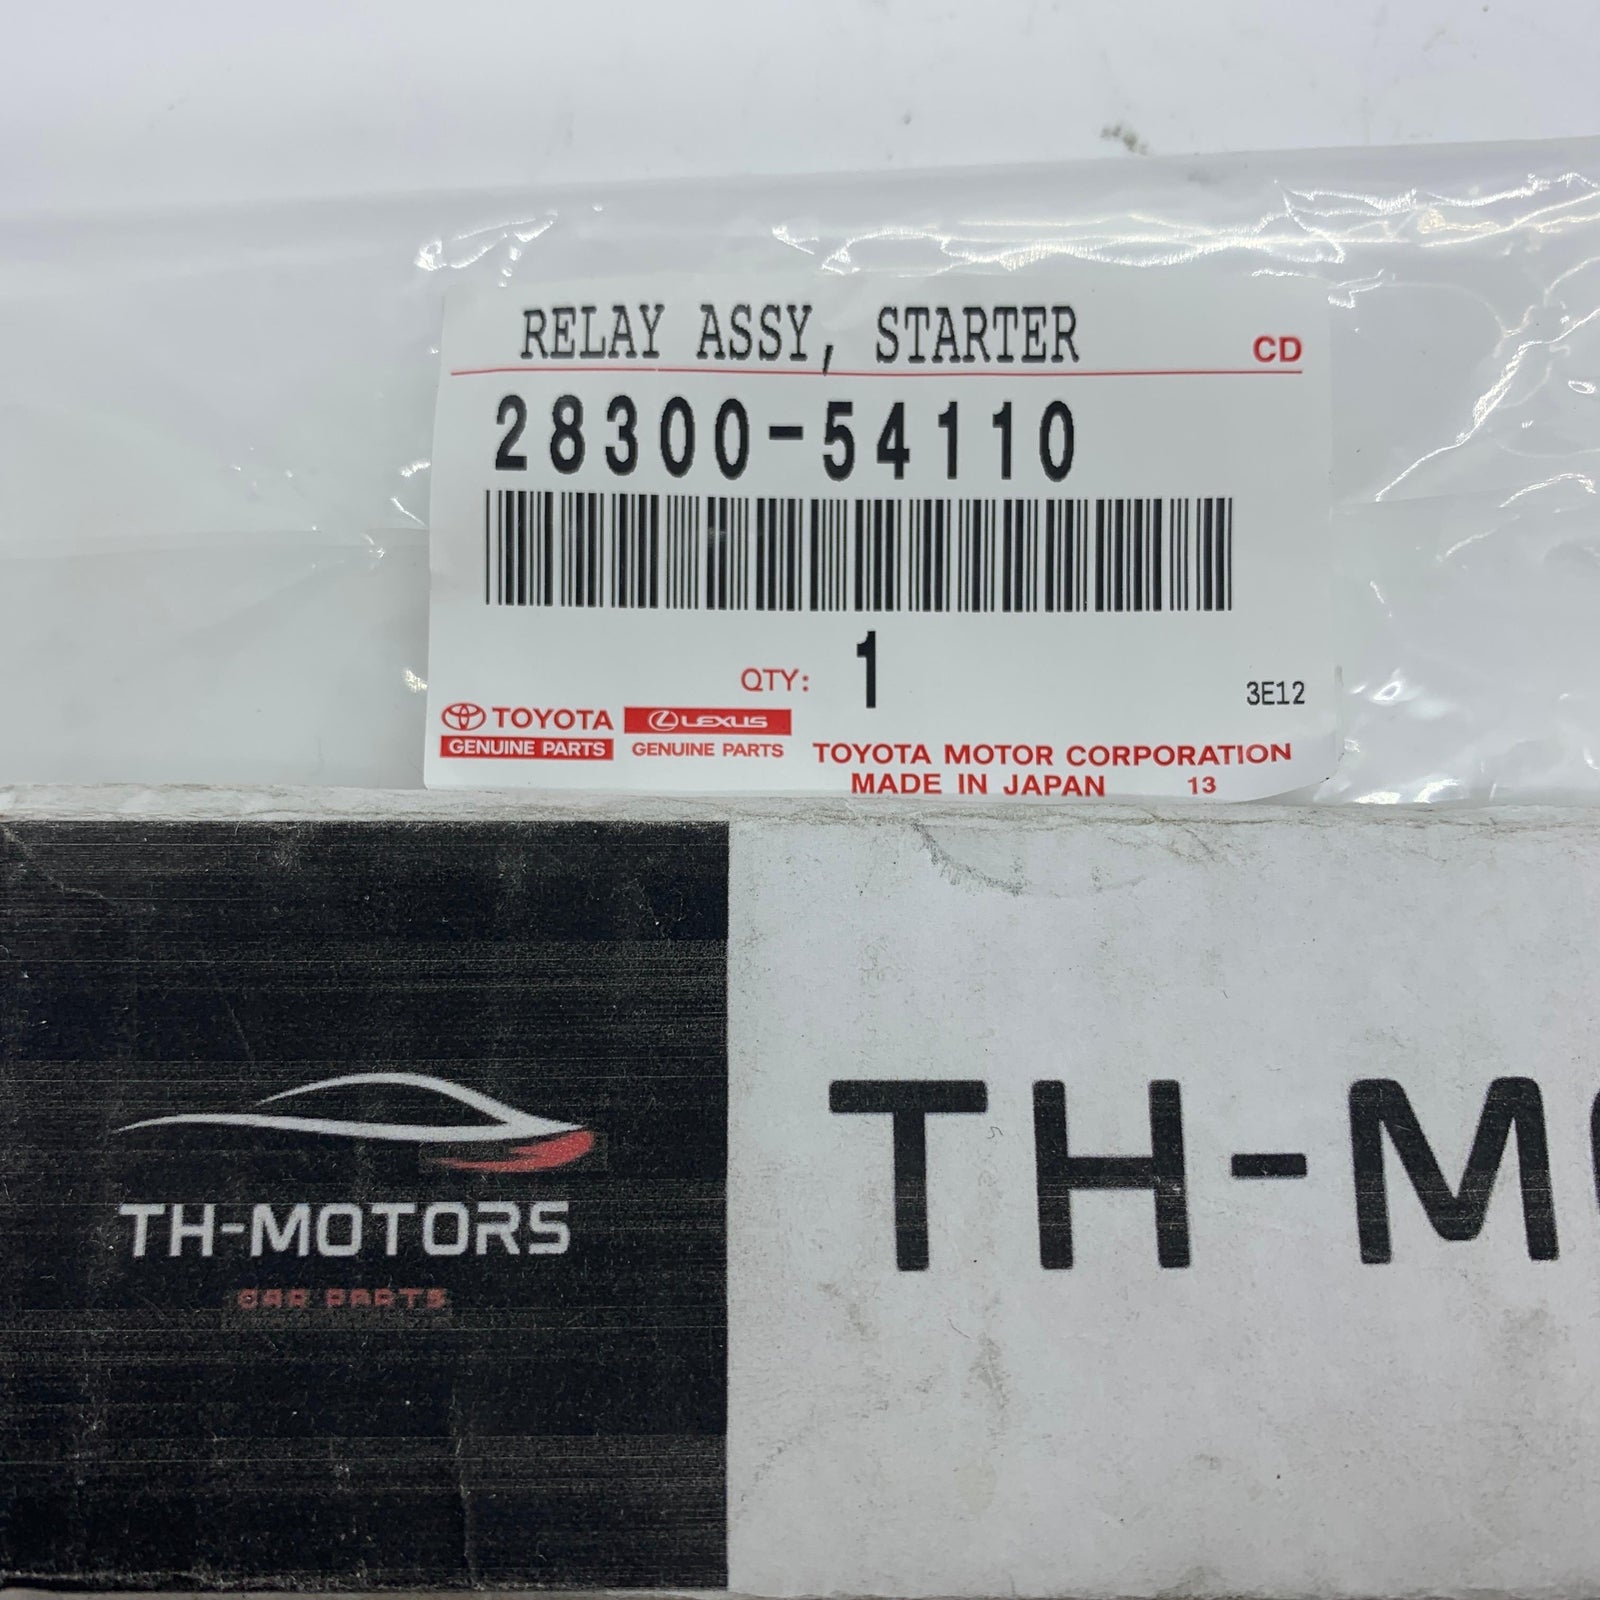 RELAY ASSY, STARTER CD
28300-54110
QTY: 1
3E12
TOYOTA LEXUS
GENUINE PARTS GENUINE PARTS TOYOTA MOTOR CORPORATION
MADE IN JAPAN 13
TH-MOTORS
CAR PARTS
TH-M